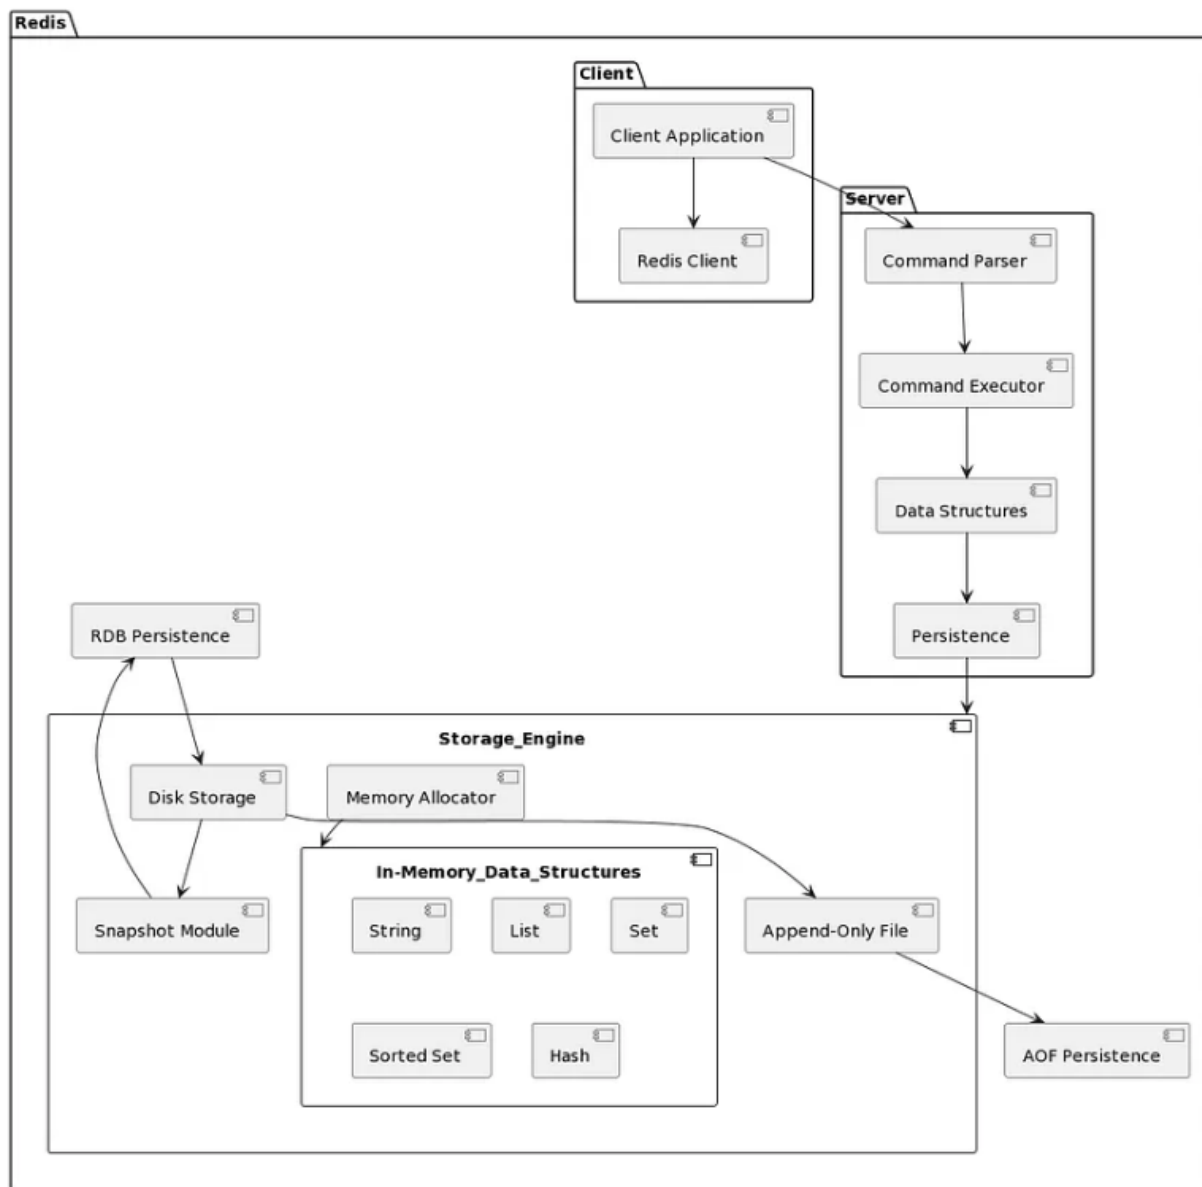 Redis
Client
Client Application
Server
Redis Client
Command Parser
Command Executor
Data Structures
RDB Persistence
Persistence
Storage_Engine
Disk Storage
Memory Allocator
In-Memory_Data_Structures
Snapshot Module
String
List
Set
Append-Only File
Sorted Set
Hash
AOF Persistence